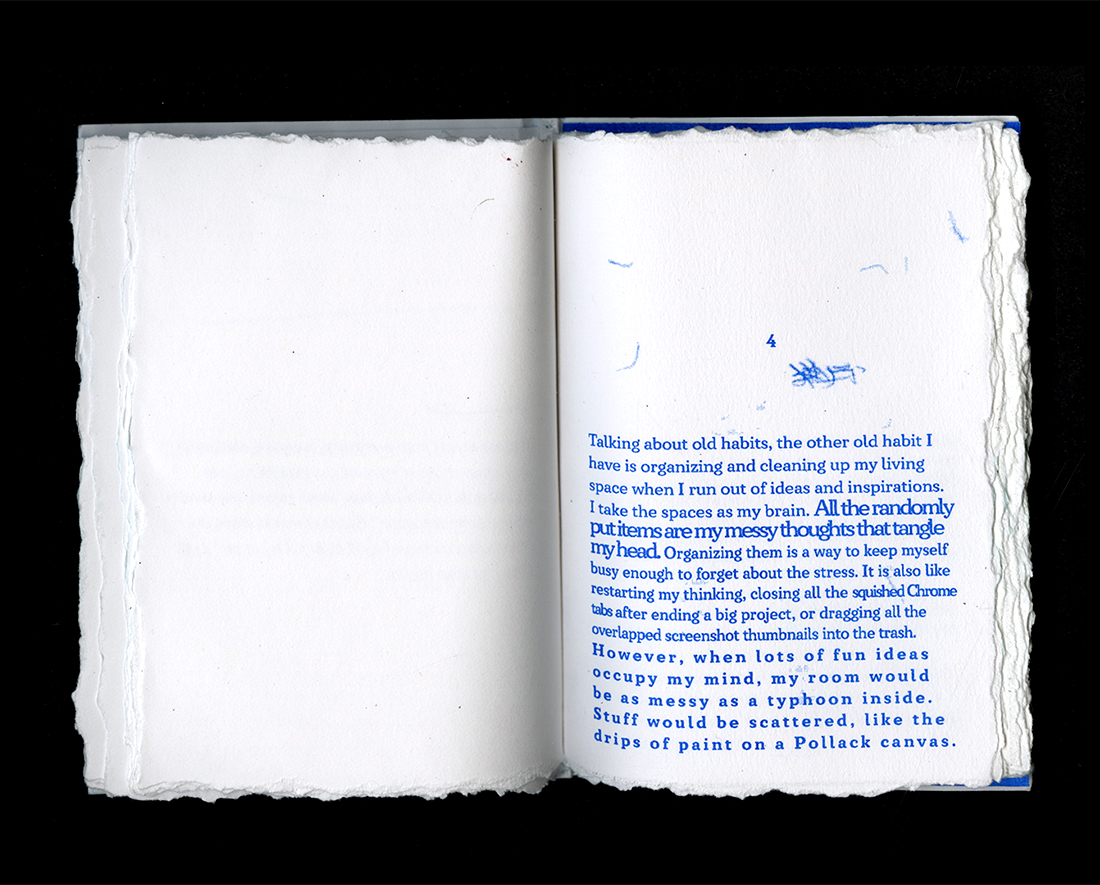 4
Talking about old habits, the other old habit I
have is organizing and cleaning up my living
space when I run out of ideas and inspirations.
I take the spaces as my brain. All the randomly
put items are my messy thoughts that tangle
my head. Organizing them is a way to keep myself
busy enough to forget about the stress. It is also like
restarting my thinking, closing all the squished Chrome
tabs after ending a big project, or dragging all the
overlapped screenshot thumbnails into the trash.
However, when lots of fun ideas
occupy my mind, my room would
be as messy as a typhoon inside.
Stuff would be scattered, like the
drips of paint on a Pollack canvas.